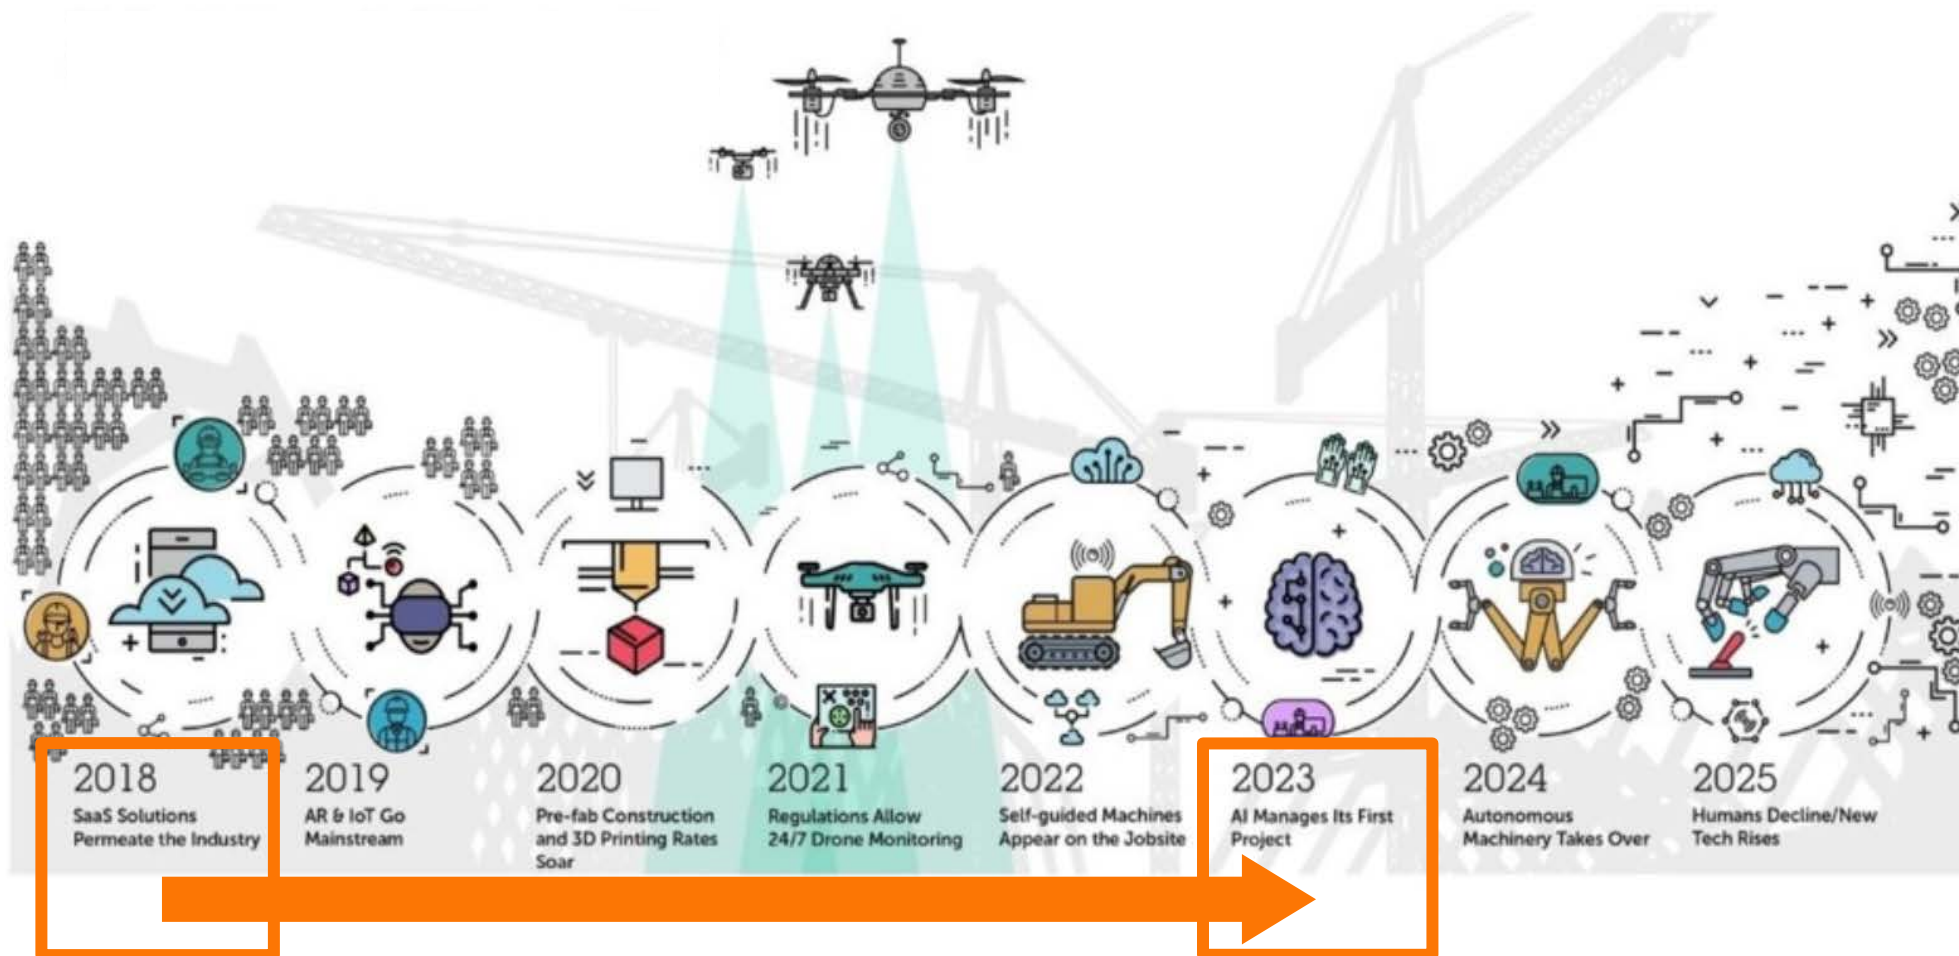 2018
SaaS Solutions
Permeate the Industry
2019
AR & IoT Go
Mainstream
2020
Pre-fab Construction
and 3D Printing Rates
Soar
2021
Regulations Allow
24/7 Drone Monitoring
2022
Self-guided Machines
Appear on the Jobsite
2023
AI Manages Its First
Project
2024
Autonomous
Machinery Takes Over
2025
Humans Decline/New
Tech Rises